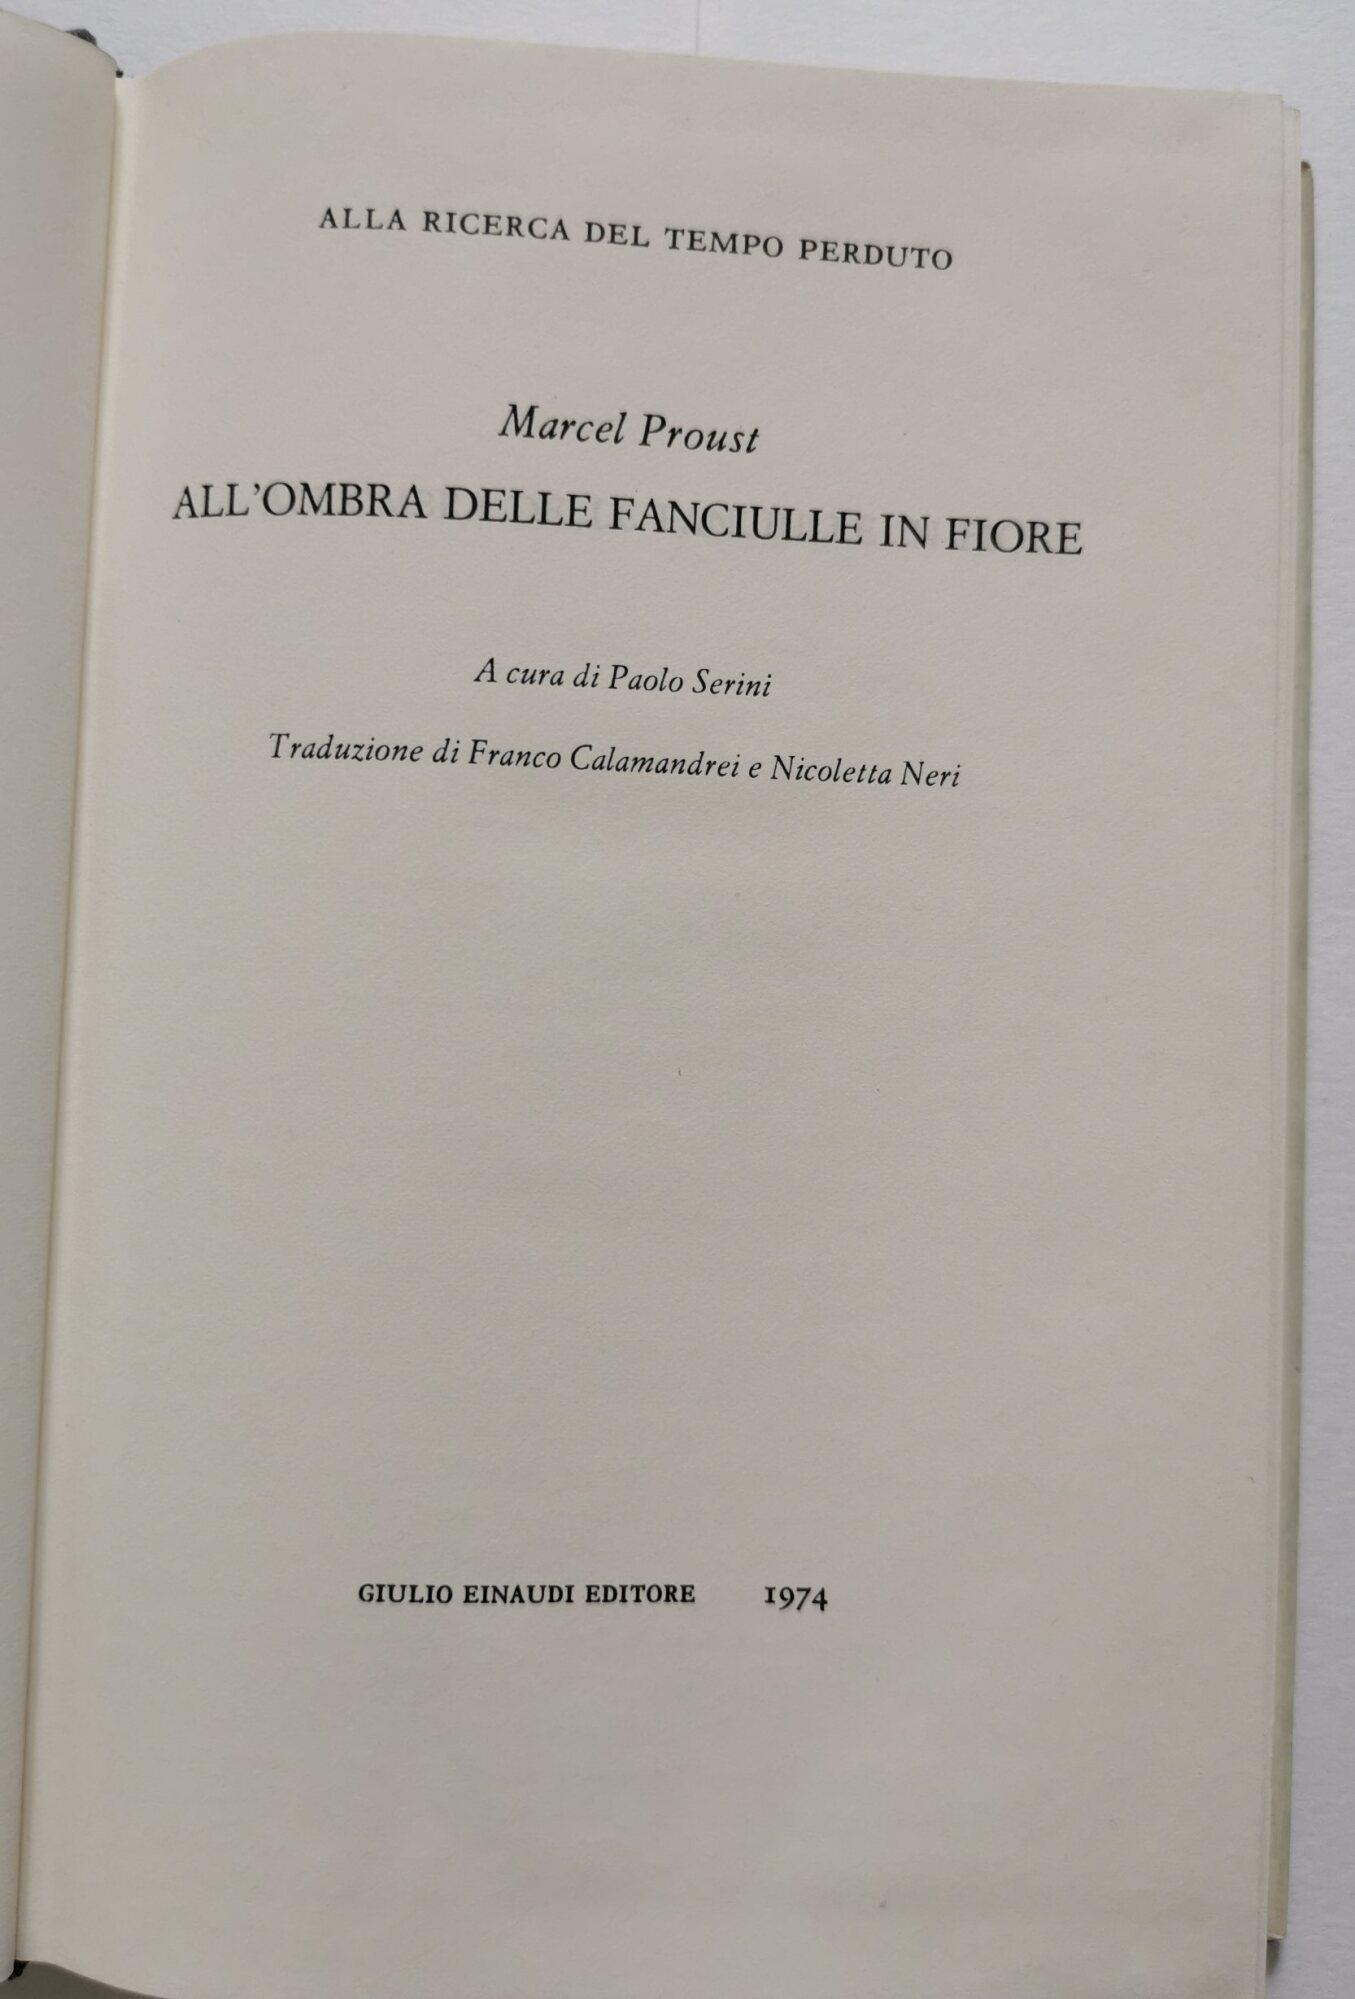 ALLA RICERCA DEL TEMPO PERDUTO
Marcel Proust
ALL'OMBRA DELLE FANCIULLE IN FIORE
A cura di Paolo Serini
Traduzione di Franco Calamandrei e Nicoletta Neri
GIULIO EINAUDI EDITORE 1974